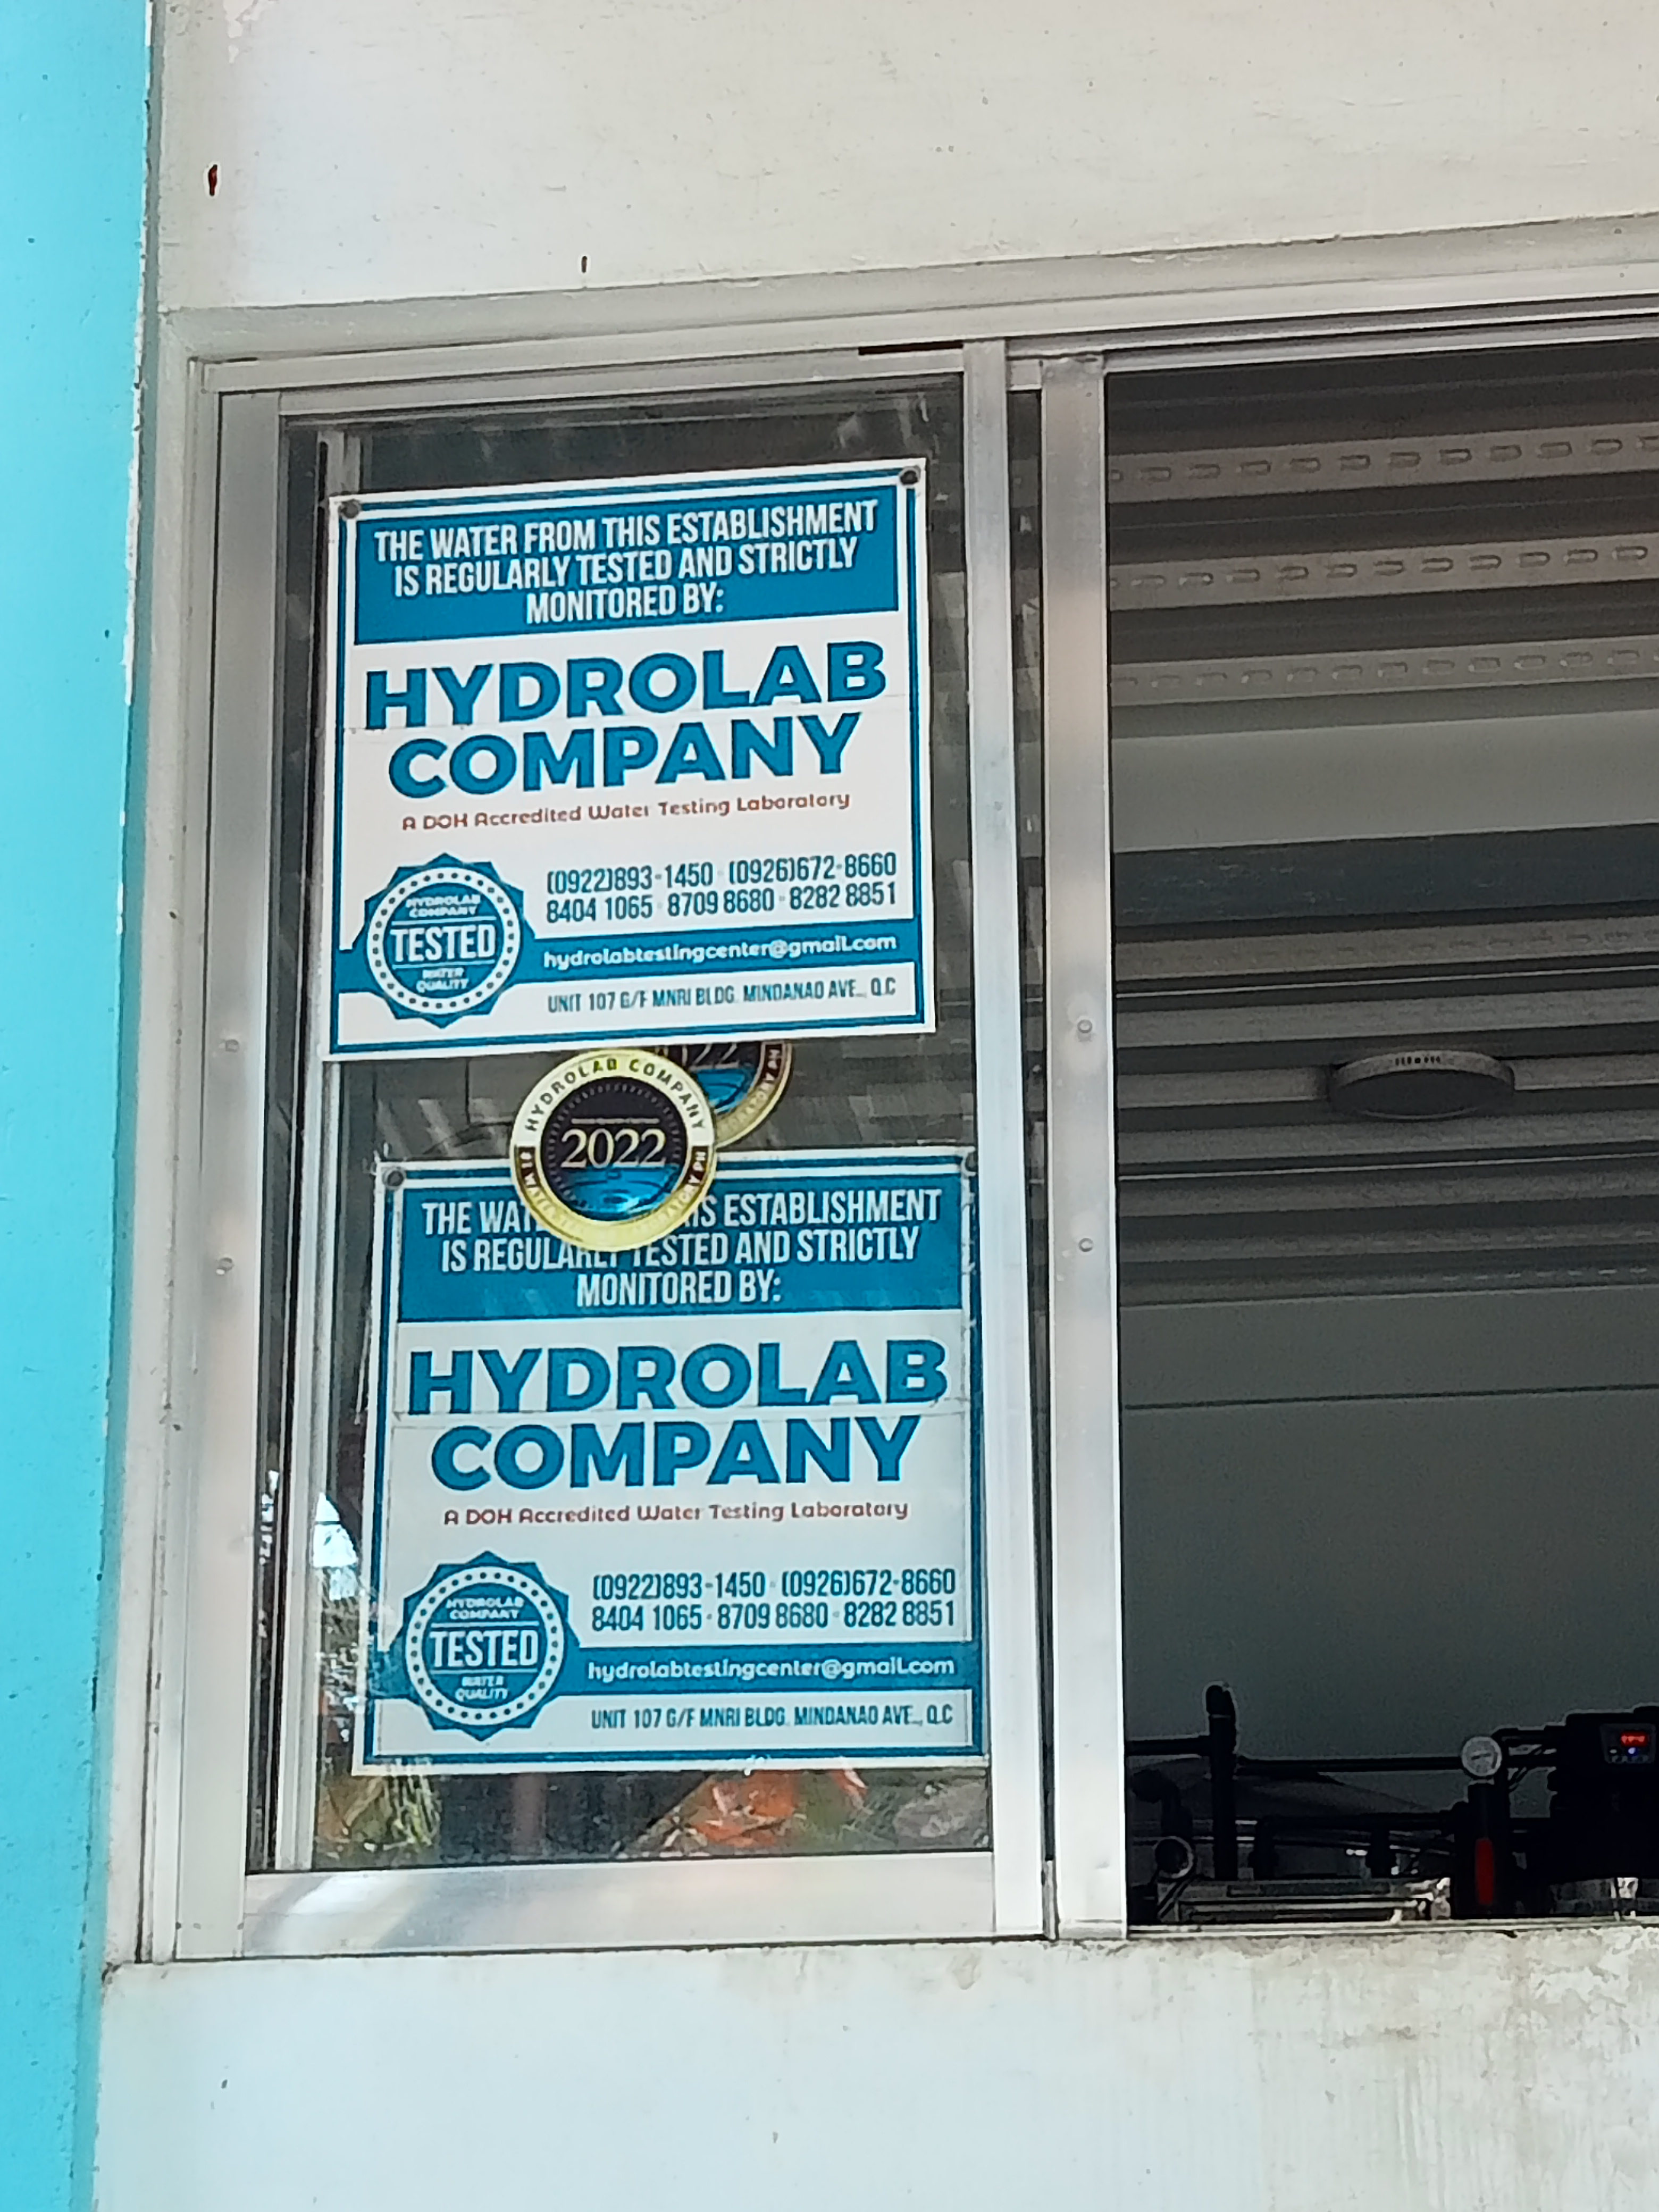 THE WATER FROM THIS ESTABLISHMENT
IS REGULARLY TESTED AND STRICTLY
MONITORED BY:
HYDROLAB
COMPANY
A DOH Accredited Water Testing Laboratory
HYDROLAB
COMPANY
TESTED
WATER
QUALITY
(0922)893-1450 · (0926)672-8660
8404 1065 · 8709 8680 · 8282 8851
hydrolabtestingcenter@gmail.com
UNIT 107 G/F MNRI BLDG. MINDANAO AVE., Q.C
HYDROLAB COMPANY
2022
THE IS ESTABLISHMENT
IS REGULARLY TESTED AND STRICTLY
MONITORED BY:
HYDROLAB
COMPANY
A DOH Accredited Water Testing Laboratory
HYDROLAB
COMPANY
TESTED
WATER
QUALITY
(0922)893-1450 · (0926)672-8660
8404 1065 · 8709 8680 · 8282 8851
hydrolabtestingcenter@gmail.com
UNIT 107 G/F MNRI BLDG. MINDANAO AVE., Q.C